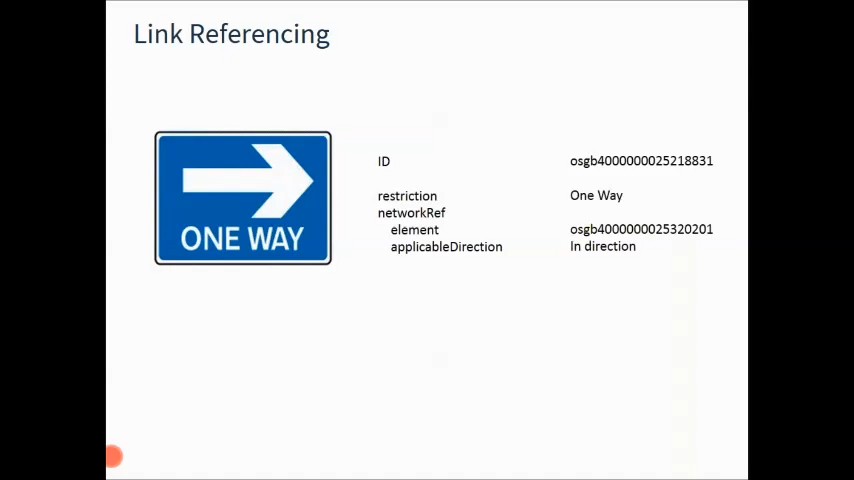 Link Referencing
ONE WAY
ID osgb4000000025218831
restriction One Way
networkRef
element osgb4000000025320201
applicableDirection In direction